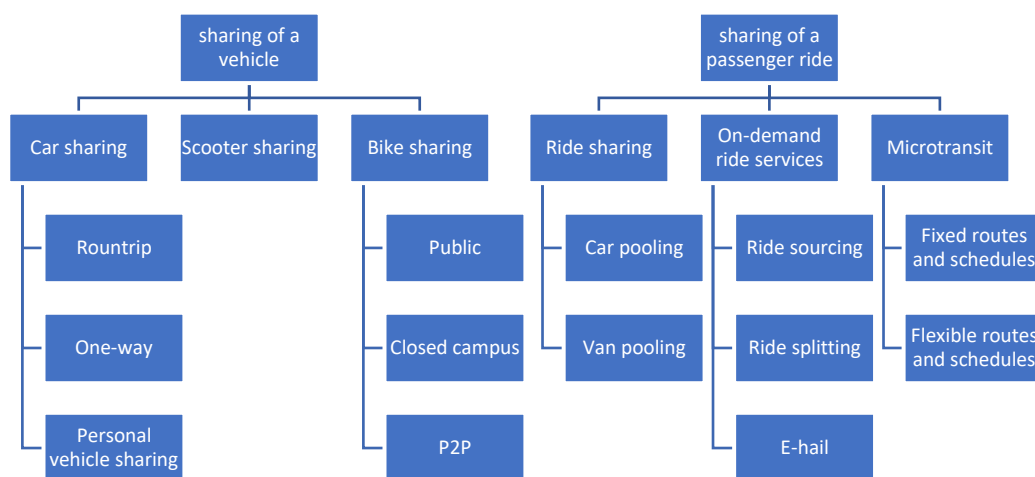 sharing of a
vehicle
sharing of a
passenger ride
Car sharing
Scooter sharing
Bike sharing
Ride sharing
On-demand
ride services
Microtransit
Rountrip
Public
Car pooling
Ride sourcing
Fixed routes
and schedules
One-way
Closed campus
Van pooling
Ride splitting
Flexible routes
and schedules
Personal
vehicle sharing
P2P
E-hail